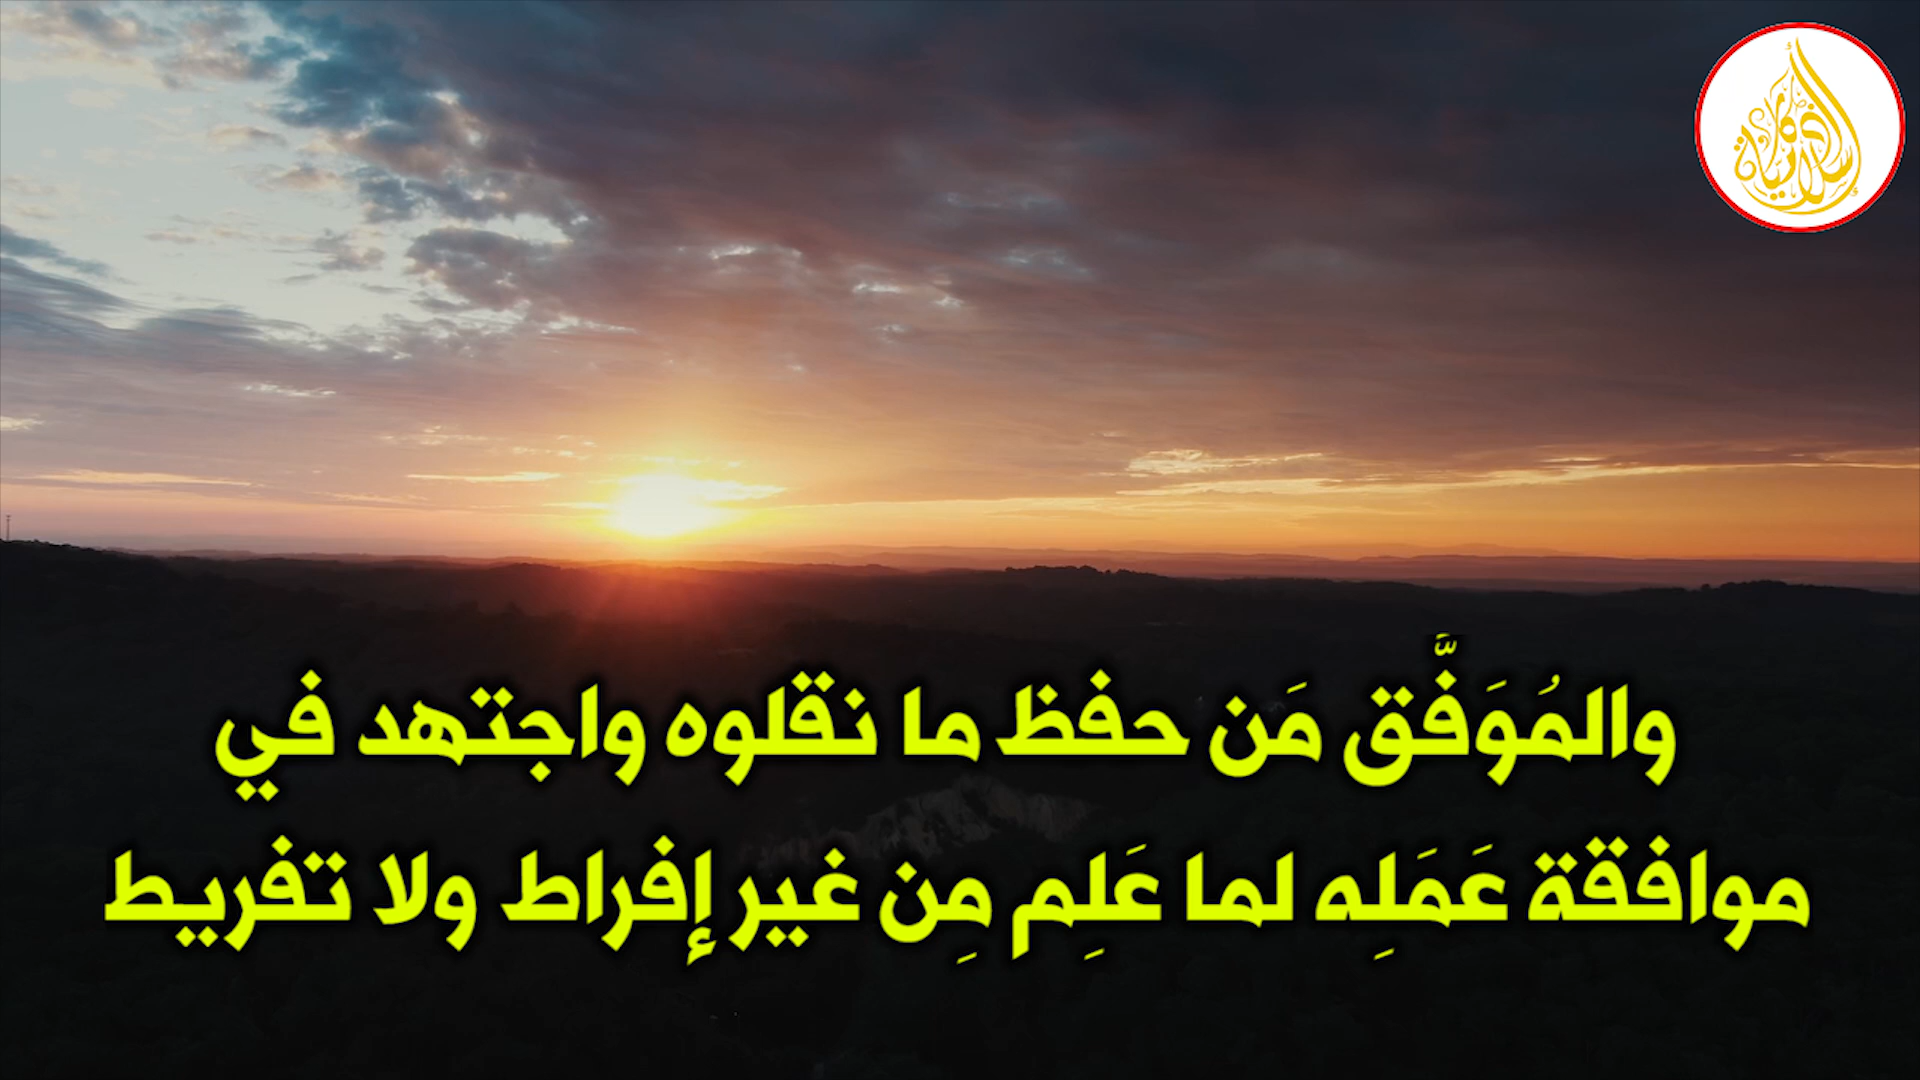 والمُوَفَّق مَن حفظ ما نقلوه واجتهد في
موافقة عَمَلِه لما عَلِم مِن غير إفراط ولا تفريط